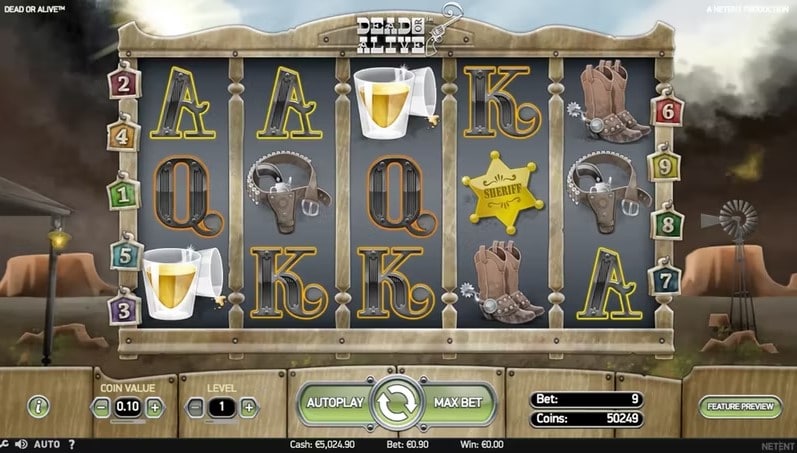 DEAD OR ALIVE™
A NETENT PRODUCTION
DEAD OR
ALIVE
2
4
1
5
3
A
A
K
Q
Q
SHERIFF
K
K
A
6
9
8
7
COIN VALUE
0.10
LEVEL
1
AUTOPLAY
MAX BET
Bet: 9
Coins: 50249
FEATURE PREVIEW
AUTO ?
Cash: €5,024.90 Bet: €0.90 Win: €0.00
NETENT